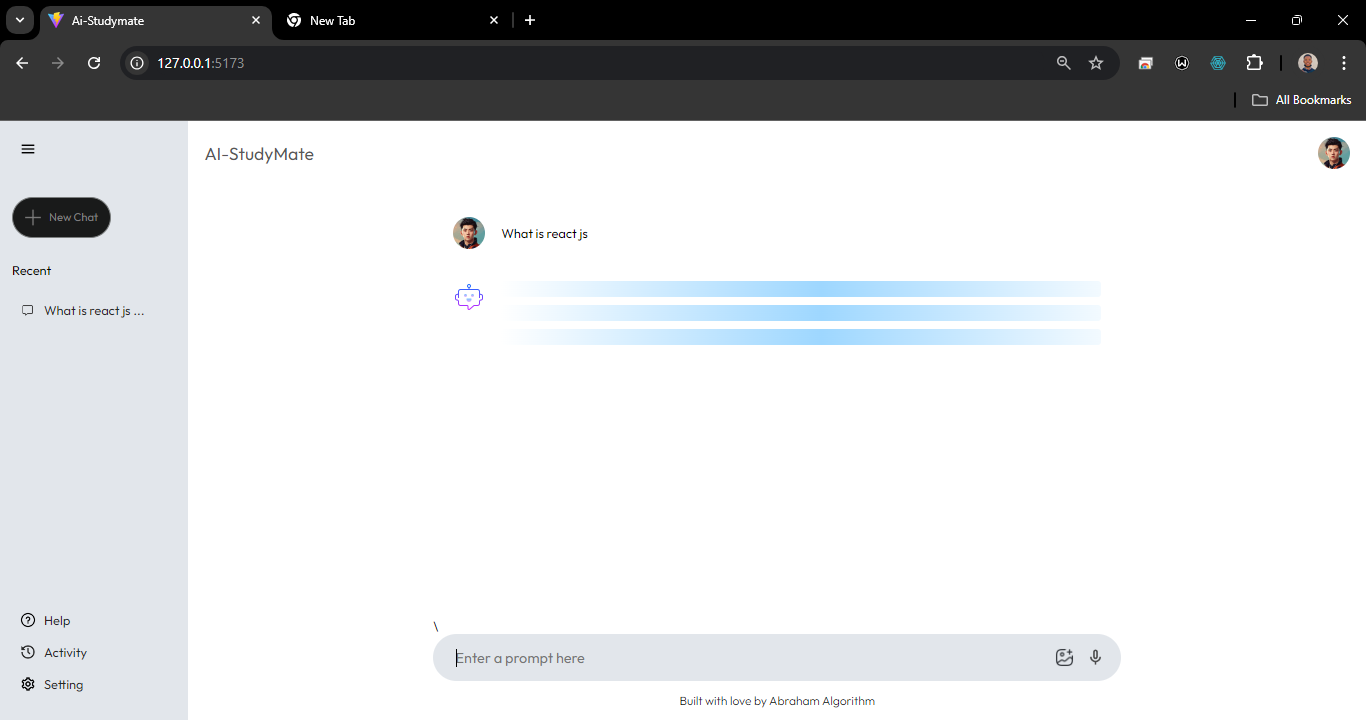 Ai-Studymate
New Tab
127.0.0.1:5173
All Bookmarks
AI-StudyMate
New Chat
Recent
What is react js ...
What is react js
Help
Activity
Setting
\
Enter a prompt here
Built with love by Abraham Algorithm